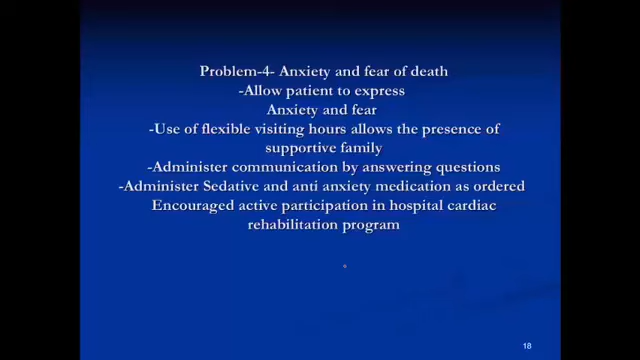 Problem-4- Anxiety and fear of death
-Allow patient to express
Anxiety and fear
-Use of flexible visiting hours allows the presence of
supportive family
-Administer communication by answering questions
-Administer Sedative and anti anxiety medication as ordered
Encouraged active participation in hospital cardiac
rehabilitation program
18